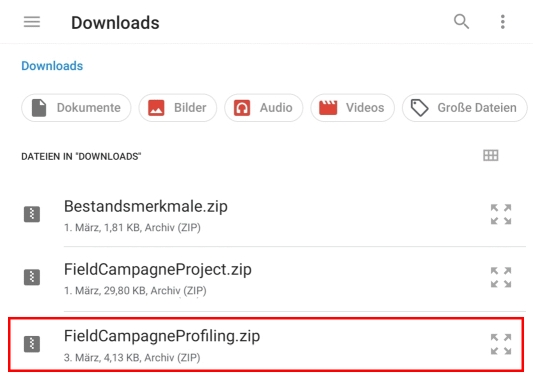 Downloads
Downloads
Dokumente Bilder Audio Videos Große Dateien
DATEIEN IN "DOWNLOADS"
Bestandsmerkmale.zip
1. März, 1,81 KB, Archiv (ZIP)
FieldCampagneProject.zip
1. März, 29,80 KB, Archiv (ZIP)
FieldCampagneProfiling.zip
3. März, 4,13 KB, Archiv (ZIP)